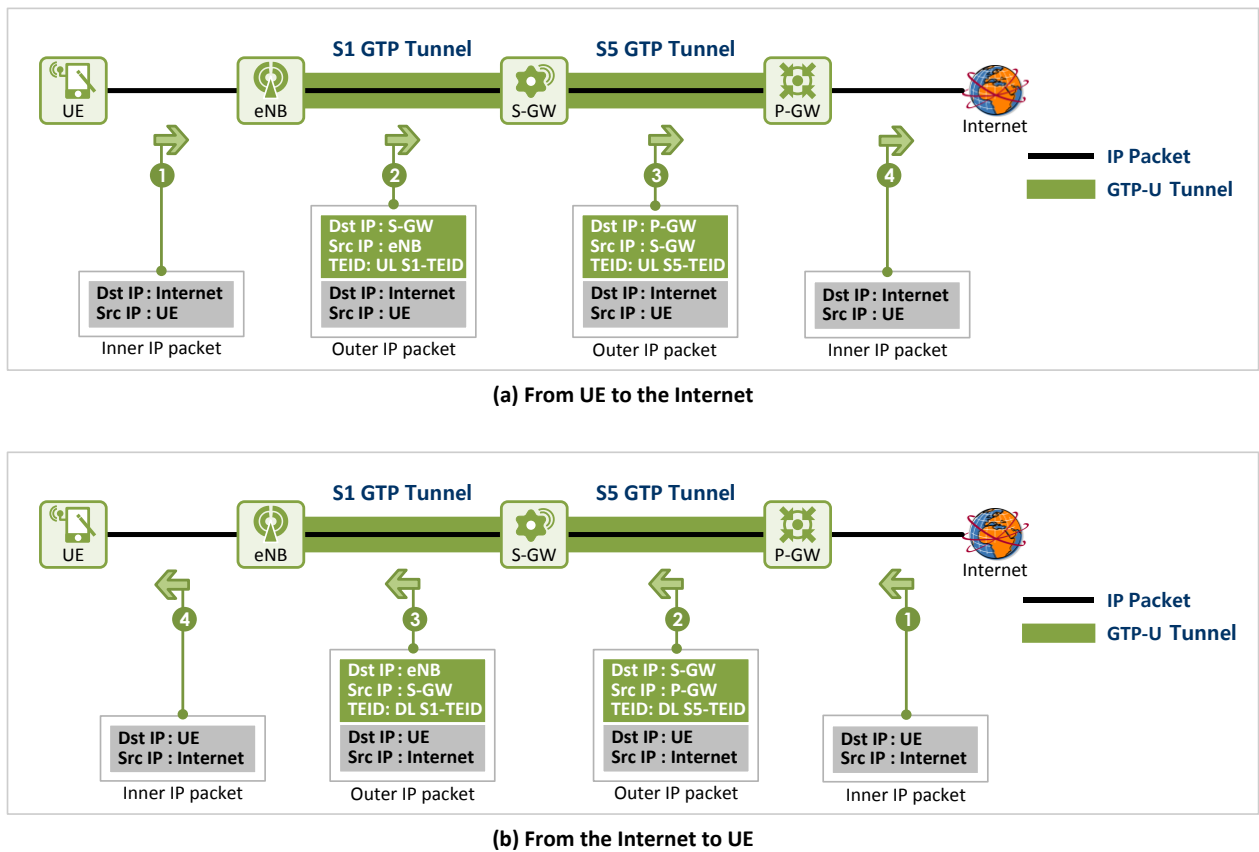 S1 GTP Tunnel
S5 GTP Tunnel
UE
eNB
S-GW
P-GW
Internet
IP Packet
GTP-U Tunnel
1
2
3
4
Dst IP : Internet
Src IP : UE
Inner IP packet
Dst IP : S-GW
Src IP : eNB
TEID: UL S1-TEID
Dst IP : Internet
Src IP : UE
Outer IP packet
Dst IP : P-GW
Src IP : S-GW
TEID: UL S5-TEID
Dst IP : Internet
Src IP : UE
Outer IP packet
Dst IP : Internet
Src IP : UE
Inner IP packet
(a) From UE to the Internet
S1 GTP Tunnel
S5 GTP Tunnel
UE
eNB
S-GW
P-GW
Internet
IP Packet
GTP-U Tunnel
4
3
2
1
Dst IP : UE
Src IP : Internet
Inner IP packet
Dst IP : eNB
Src IP : S-GW
TEID: DL S1-TEID
Dst IP : UE
Src IP : Internet
Outer IP packet
Dst IP : S-GW
Src IP : P-GW
TEID: DL S5-TEID
Dst IP : UE
Src IP : Internet
Outer IP packet
Dst IP : UE
Src IP : Internet
Inner IP packet
(b) From the Internet to UE